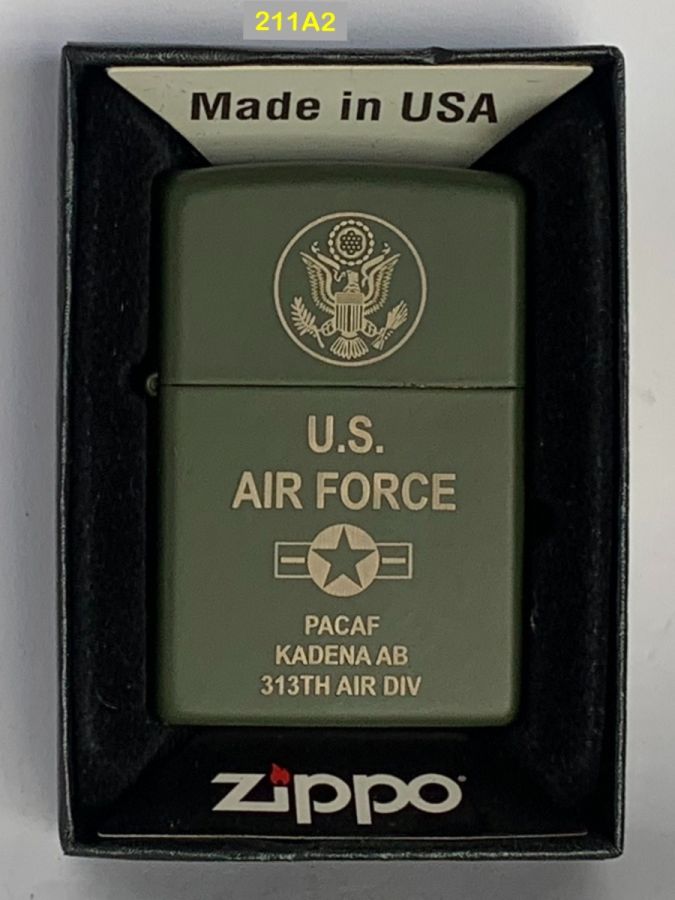 211A2
Made in USA
U.S.
AIR FORCE
PACAF
KADENA AB
313TH AIR DIV
zippo